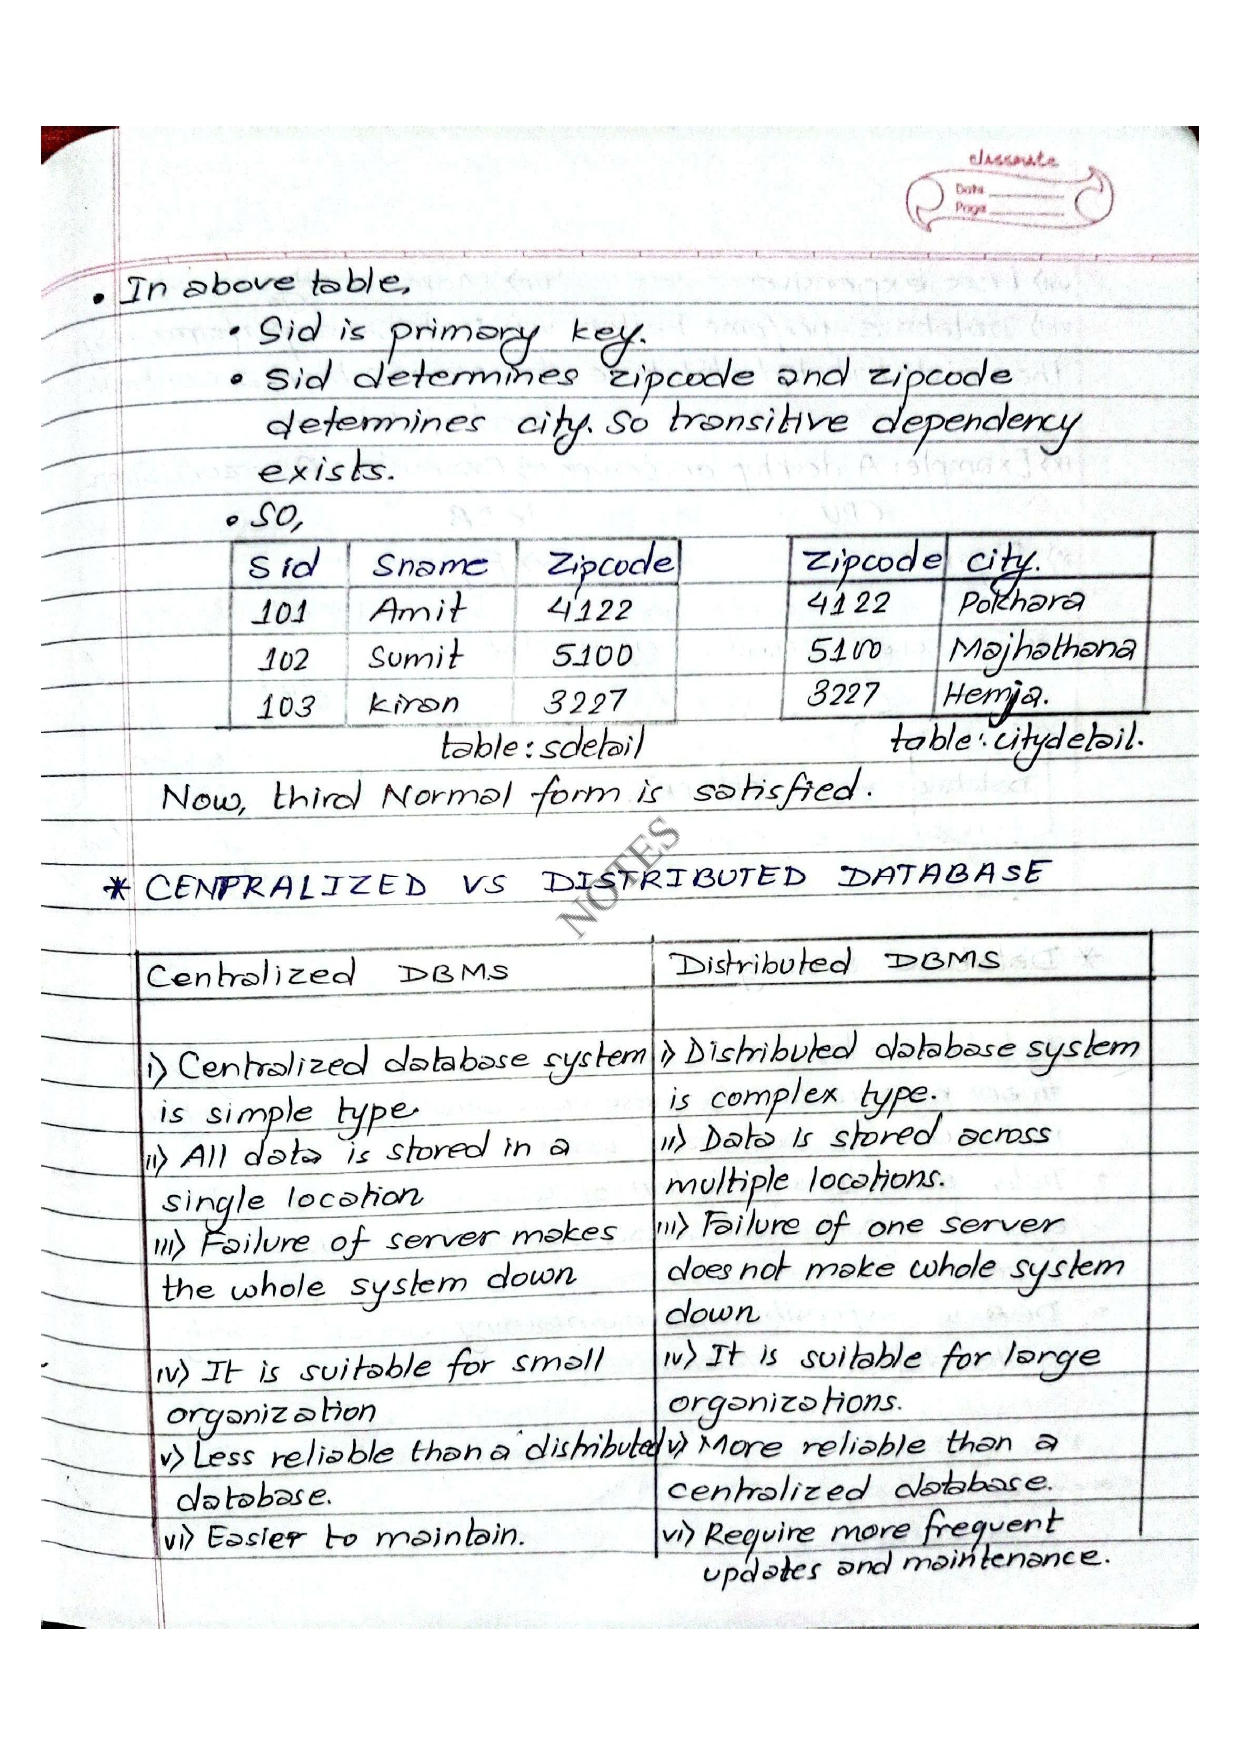 classmate
Date
Page
• In above table,
• Sid is primary key.
• Sid determines zipcode and zipcode
determines city. So transitive dependency
exists.
• SO,
Sid Sname Zipcode
101 Amit 4122
102 Sumit 5100
103 Kiran 3227
table: sdetail
Zipcode city.
4122 Pokhara
5100 Majhathana
3227 Hemja.
table: citydetail.
Now, third Normal form is satisfied.
NOTES
* CENTRALIZED VS DISTRIBUTED DATABASE
Centralized DBMS
i) Centralized database system
is simple type.
ii) All data is stored in a
single location
iii) Failure of server makes
the whole system down
iv) It is suitable for small
organization
v) Less reliable than a distributed
database.
vi) Easier to maintain.
Distributed DBMS
i) Distributed database system
is complex type.
ii) Data is stored across
multiple locations.
iii) Failure of one server
does not make whole system
down
iv) It is suitable for large
organizations.
v) More reliable than a
centralized database.
vi) Require more frequent
updates and maintenance.